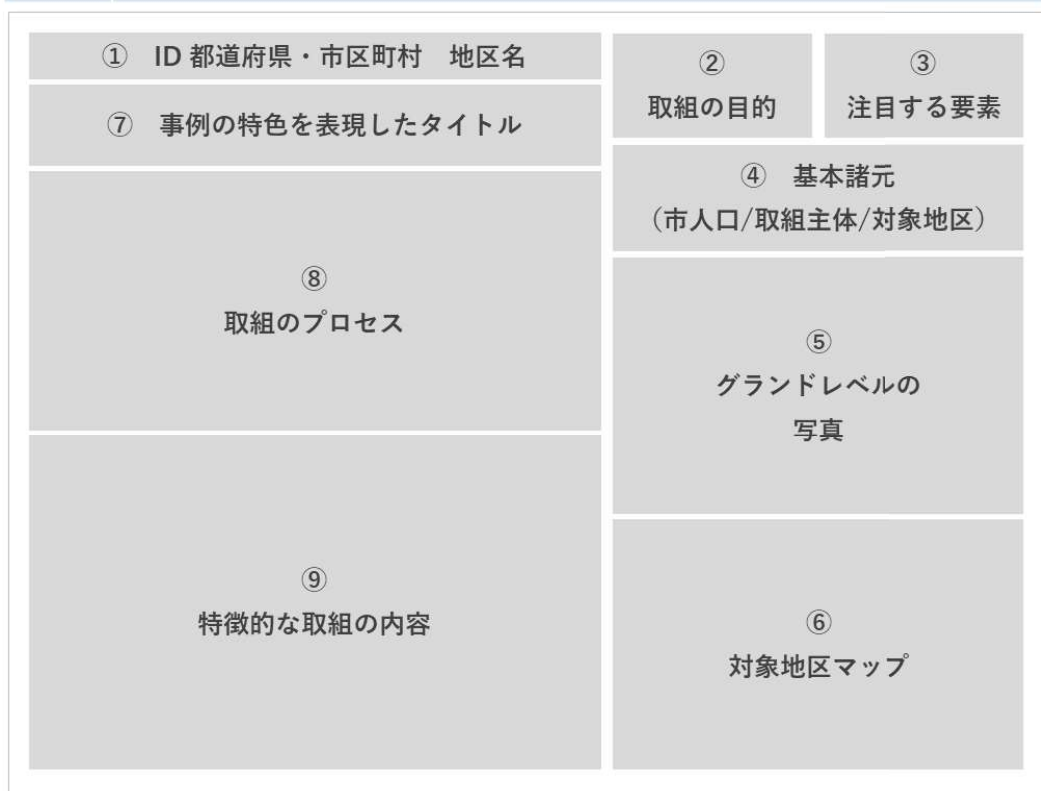 ① ID 都道府県・市区町村　地区名
⑦ 事例の特色を表現したタイトル
⑧
取組のプロセス
⑨
特徴的な取組の内容
②
取組の目的
③
注目する要素
④ 基本諸元
（市人口/取組主体/対象地区）
⑤
グランドレベルの
写真
⑥
対象地区マップ